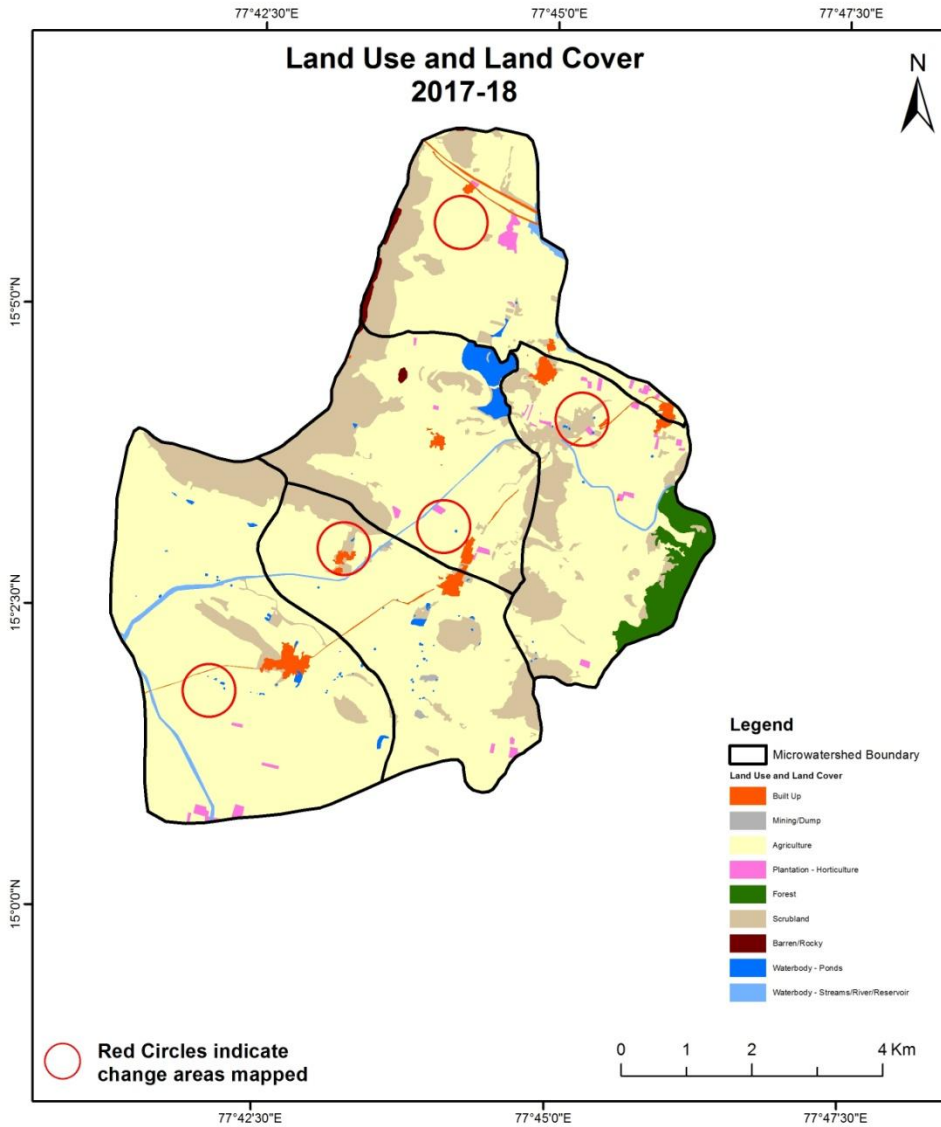 77°42'30"E
77°45'0"E
77°47'30"E
Land Use and Land Cover
2017-18
N
15°5'0"N
15°2'30"N
15°0'0"N
Legend
Microwatershed Boundary
Land Use and Land Cover
Built Up
Mining/Dump
Agriculture
Plantation - Horticulture
Forest
Scrubland
Barren/Rocky
Waterbody - Ponds
Waterbody - Streams/River/Reservoir
Red Circles indicate
change areas mapped
0 1 2 4 Km
77°42'30"E
77°45'0"E
77°47'30"E